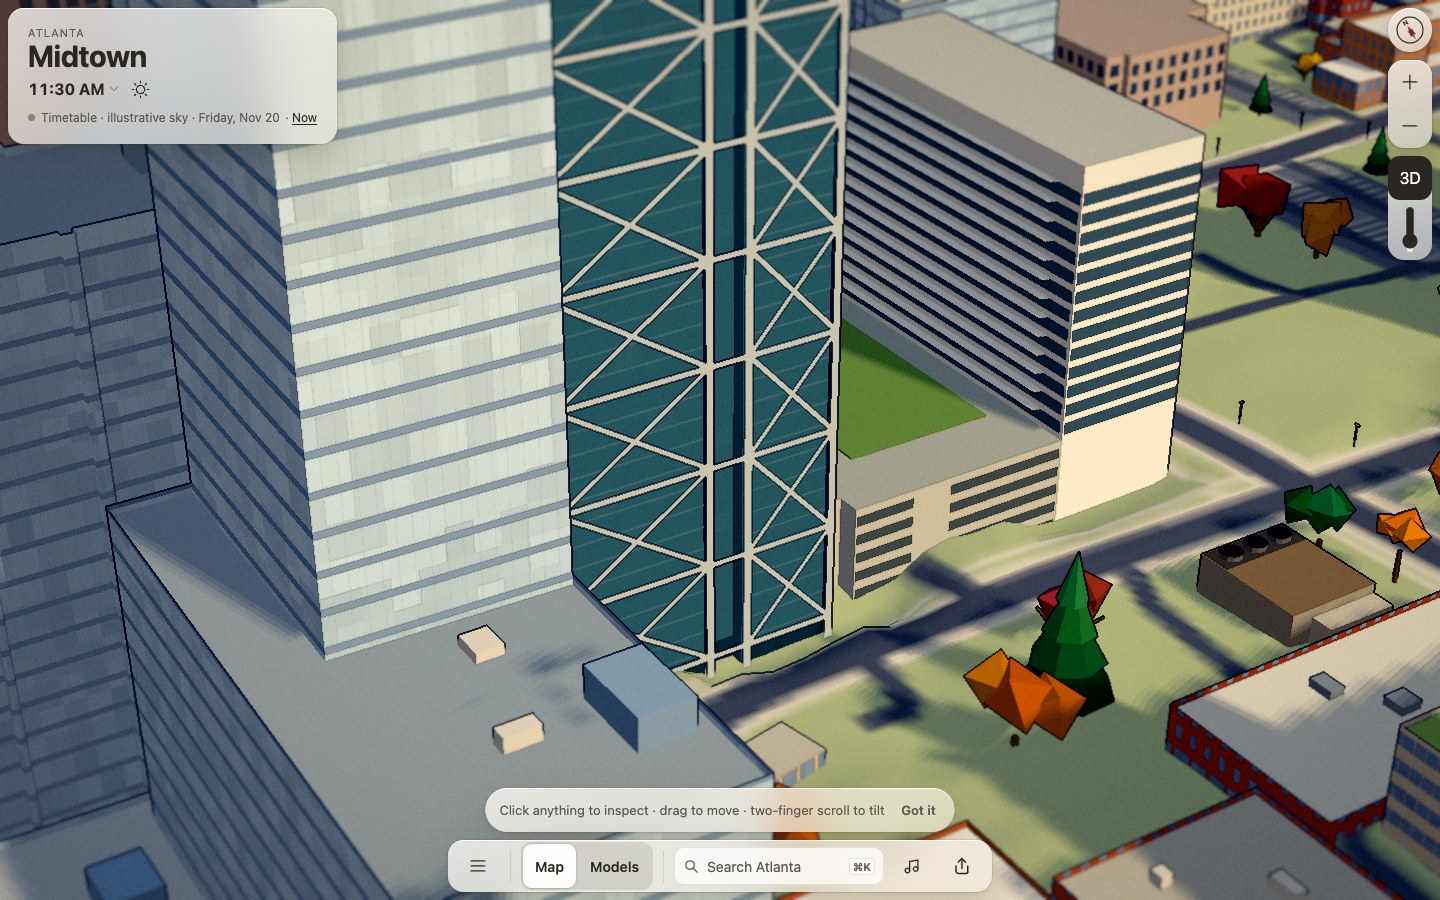 ATLANTA
Midtown
11:30 AM
Timetable · illustrative sky · Friday, Nov 20 · Now
N
+
−
3D
Click anything to inspect · drag to move · two-finger scroll to tilt Got it
Map Models Search Atlanta ⌘K